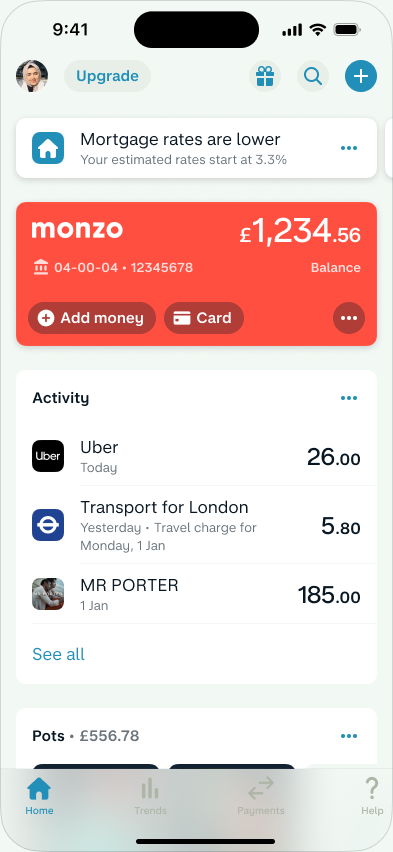 9:41
Upgrade
Mortgage rates are lower
Your estimated rates start at 3.3%
monzo
£1,234.56
04-00-04 • 12345678
Balance
Add money
Card
Activity
Uber
Uber
Today
26.00
Transport for London
Yesterday • Travel charge for
Monday, 1 Jan
5.80
MR PORTER
MR PORTER
1 Jan
185.00
See all
Pots • £556.78
Home
Trends
Payments
Help